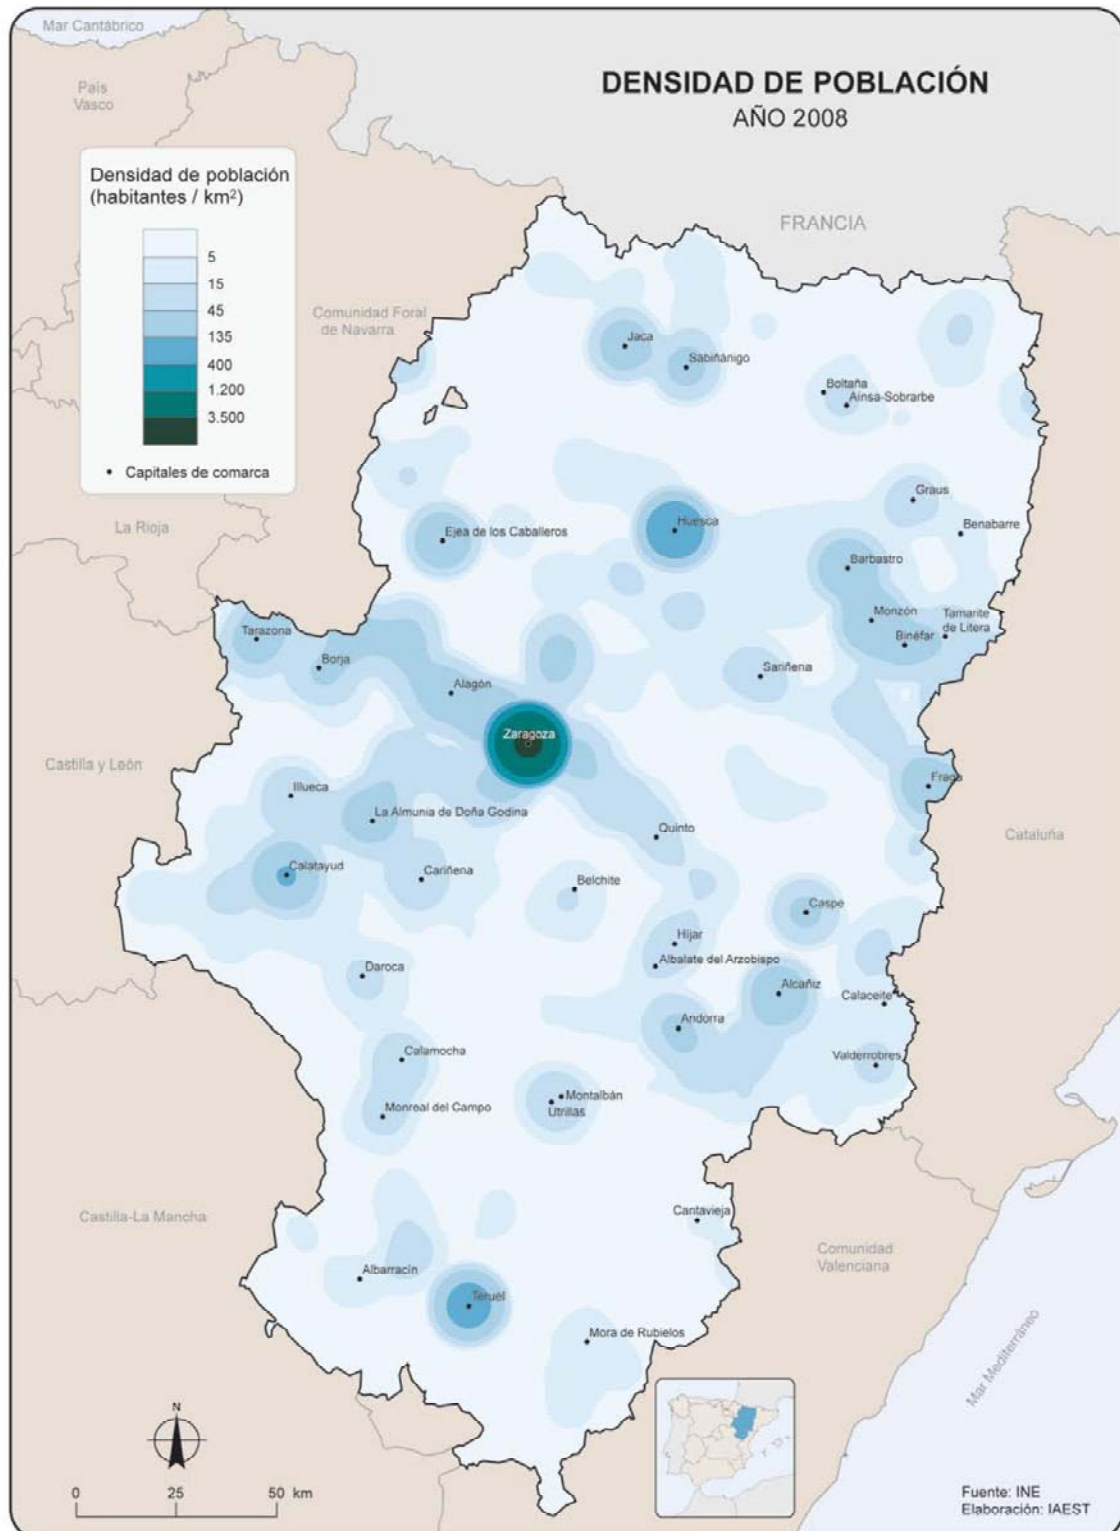 Mar Cantábrico
País
Vasco
DENSIDAD DE POBLACIÓN
AÑO 2008
Densidad de población
(habitantes / km²)
5
15
45
135
400
1.200
3.500
Capitales de comarca
FRANCIA
Comunidad Foral
de Navarra
La Rioja
Castilla y León
Castilla-La Mancha
Cataluña
Comunidad
Valenciana
Mar Mediterráneo
Jaca
Sabiñánigo
Boltaña
Aínsa-Sobrarbe
Graus
Benabarre
Huesca
Ejea de los Caballeros
Barbastro
Monzón
Tamarite
de Litera
Binéfar
Tarazona
Borja
Alagón
Sariñena
Zaragoza
Fraga
Illueca
La Almunia de Doña Godina
Quinto
Calatayud
Cariñena
Belchite
Caspe
Híjar
Albalate del Arzobispo
Daroca
Alcañiz
Calaceite
Andorra
Calamocha
Valderrobres
Monreal del Campo
Montalbán
Utrillas
Cantavieja
Albarracín
Teruel
Mora de Rubielos
N
0 25 50 km
Fuente: INE
Elaboración: IAEST